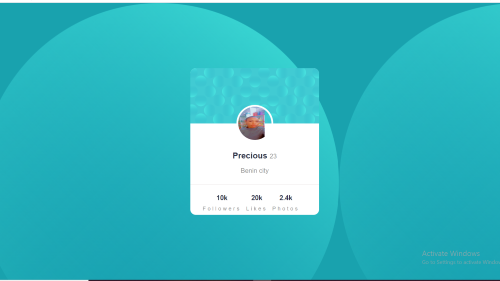 Precious 23
Benin city
10k 20k 2.4k
Followers Likes Photos
Activate Windows
Go to Settings to activate Windows